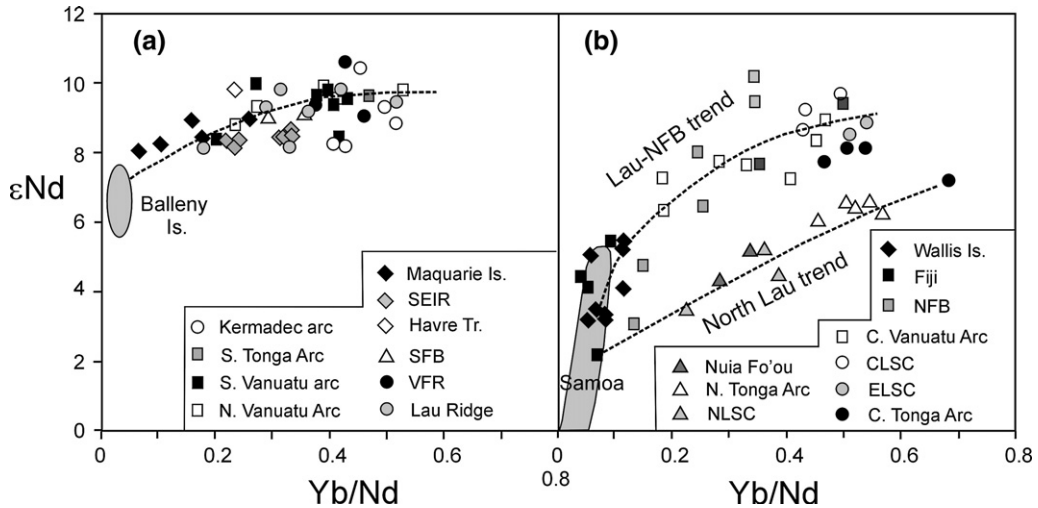 12
(a)
(b)
10
8
εNd
6
4
2
0
Balleny
Is.
Kermadec arc
S. Tonga Arc
S. Vanuatu arc
N. Vanuatu Arc
Maquarie Is.
SEIR
Havre Tr.
SFB
VFR
Lau Ridge
0 0.2 0.4 0.6 0.8
Yb/Nd
Lau-NFB trend
North Lau trend
Samoa
Nuia Fo'ou
N. Tonga Arc
NLSC
Wallis Is.
Fiji
NFB
C. Vanuatu Arc
CLSC
ELSC
C. Tonga Arc
0 0.2 0.4 0.6 0.8
Yb/Nd